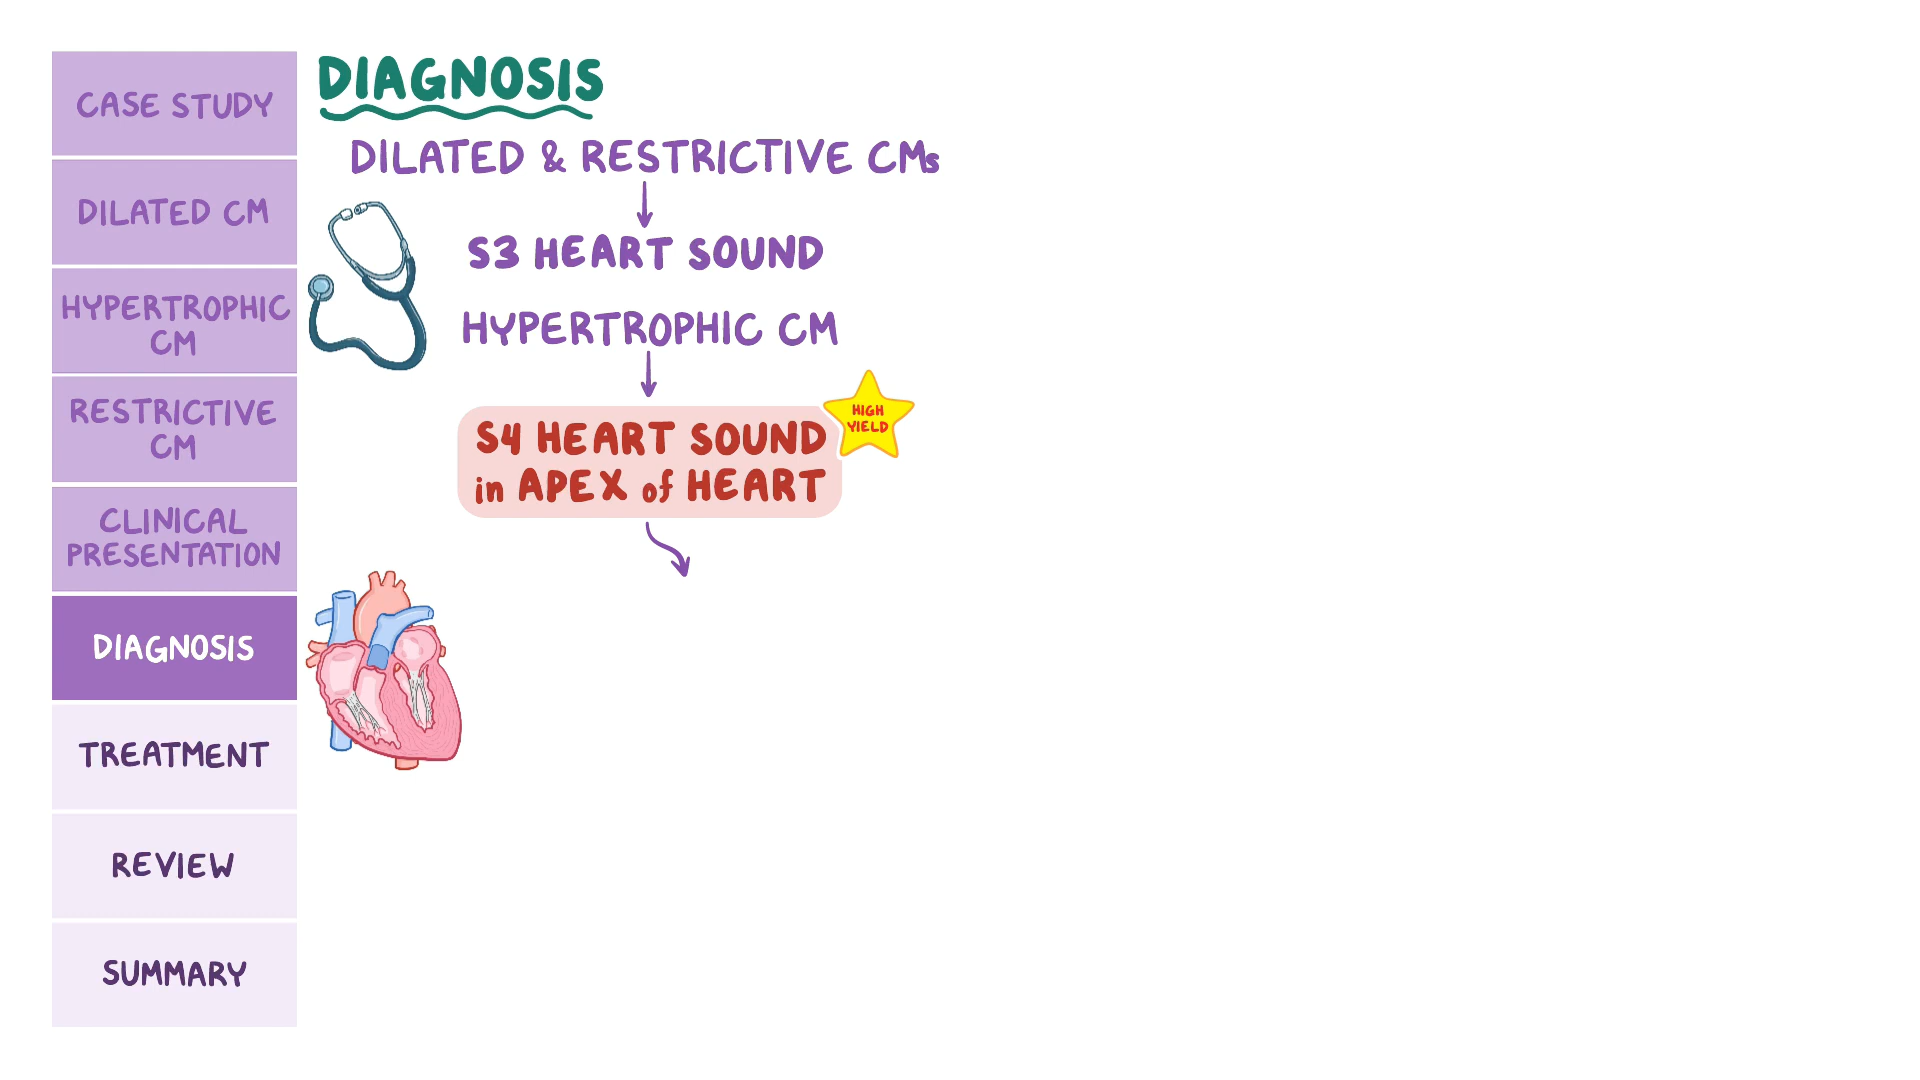 CASE STUDY
DILATED CM
HYPERTROPHIC
CM
RESTRICTIVE
CM
CLINICAL
PRESENTATION
DIAGNOSIS
TREATMENT
REVIEW
SUMMARY
DIAGNOSIS
DILATED & RESTRICTIVE CMs
S3 HEART SOUND
HYPERTROPHIC CM
HIGH
YIELD
S4 HEART SOUND
in APEX of HEART